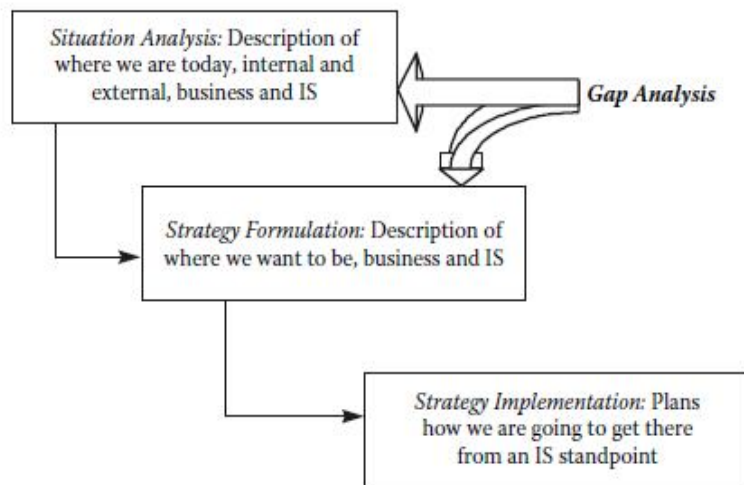 Situation Analysis: Description of
where we are today, internal and
external, business and IS
Gap Analysis
Strategy Formulation: Description of
where we want to be, business and IS
Strategy Implementation: Plans
how we are going to get there
from an IS standpoint